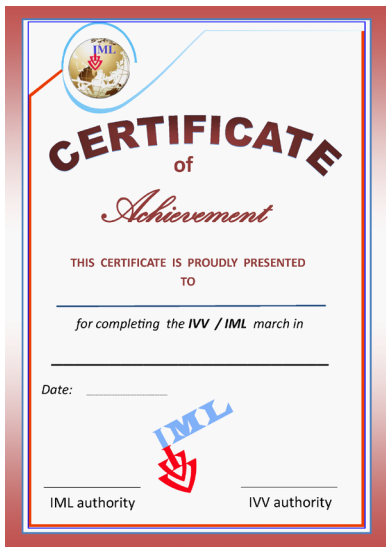 IML
CERTIFICATE
of
Achievement
THIS CERTIFICATE IS PROUDLY PRESENTED
TO
for completing the IVV / IML march in
Date:
IML
IML authority
IVV authority